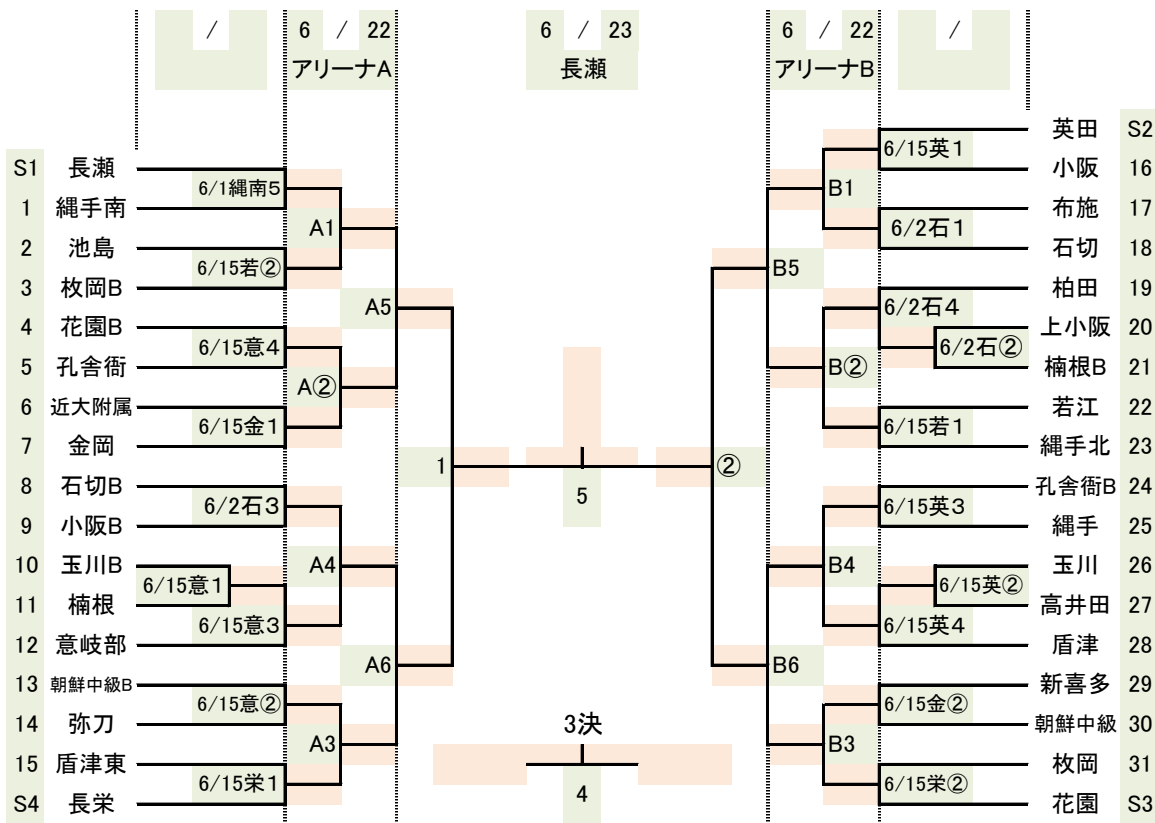 / 6 / 22 6 / 23 6 / 22 /
アリーナA 長瀬 アリーナB
英田 S2
S1 長瀬 6/15英1
6/1縄南5 小阪 16
1 縄手南 B1 布施 17
A1 6/2石1
2 池島 石切 18
6/15若② B5
3 枚岡B 柏田 19
A5 6/2石4
4 花園B 上小阪 20
6/15意4 6/2石②
5 孔舎衙 B② 楠根B 21
A②
6 近大附属 若江 22
6/15金1 6/15若1
7 金岡 縄手北 23
1 ②
8 石切B 5 孔舎衙B 24
6/2石3 6/15英3
9 小阪B 縄手 25
10 玉川B A4 B4 玉川 26
6/15意1 6/15英②
11 楠根 高井田 27
6/15意3 6/15英4
12 意岐部 盾津 28
A6 B6
13 朝鮮中級B 新喜多 29
6/15意② 6/15金②
14 弥刀 3決 朝鮮中級 30
A3 B3
15 盾津東 枚岡 31
6/15栄1 4 6/15栄②
S4 長栄 花園 S3